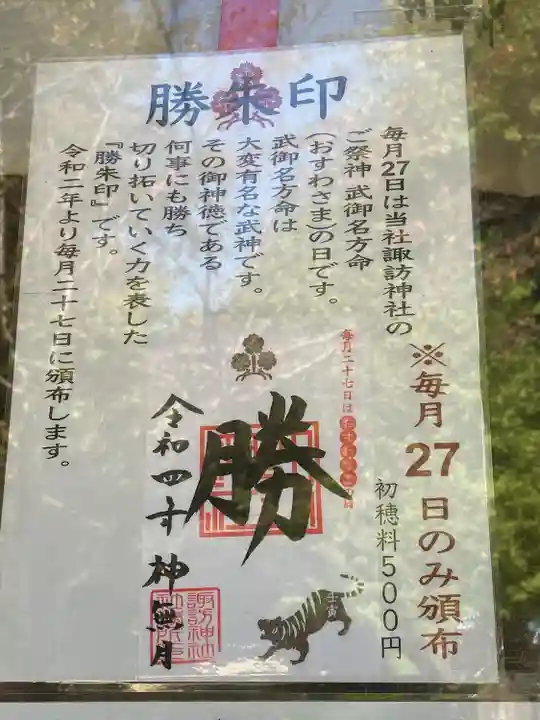 勝朱印
毎月27日は当社諏訪神社の
ご祭神 武御名方命
(おすわさま)の日です。
武御名方命は
大変有名な武神です。
その御神徳である
何事にも勝ち
切り拓いていく力を表した
『勝朱印』です。
令和二年より毎月二十七日に頒布します。
※毎月27日のみ頒布
初穂料500円
毎月二十七日は
勝
令和四年 神無月
壬寅
諏訪神社